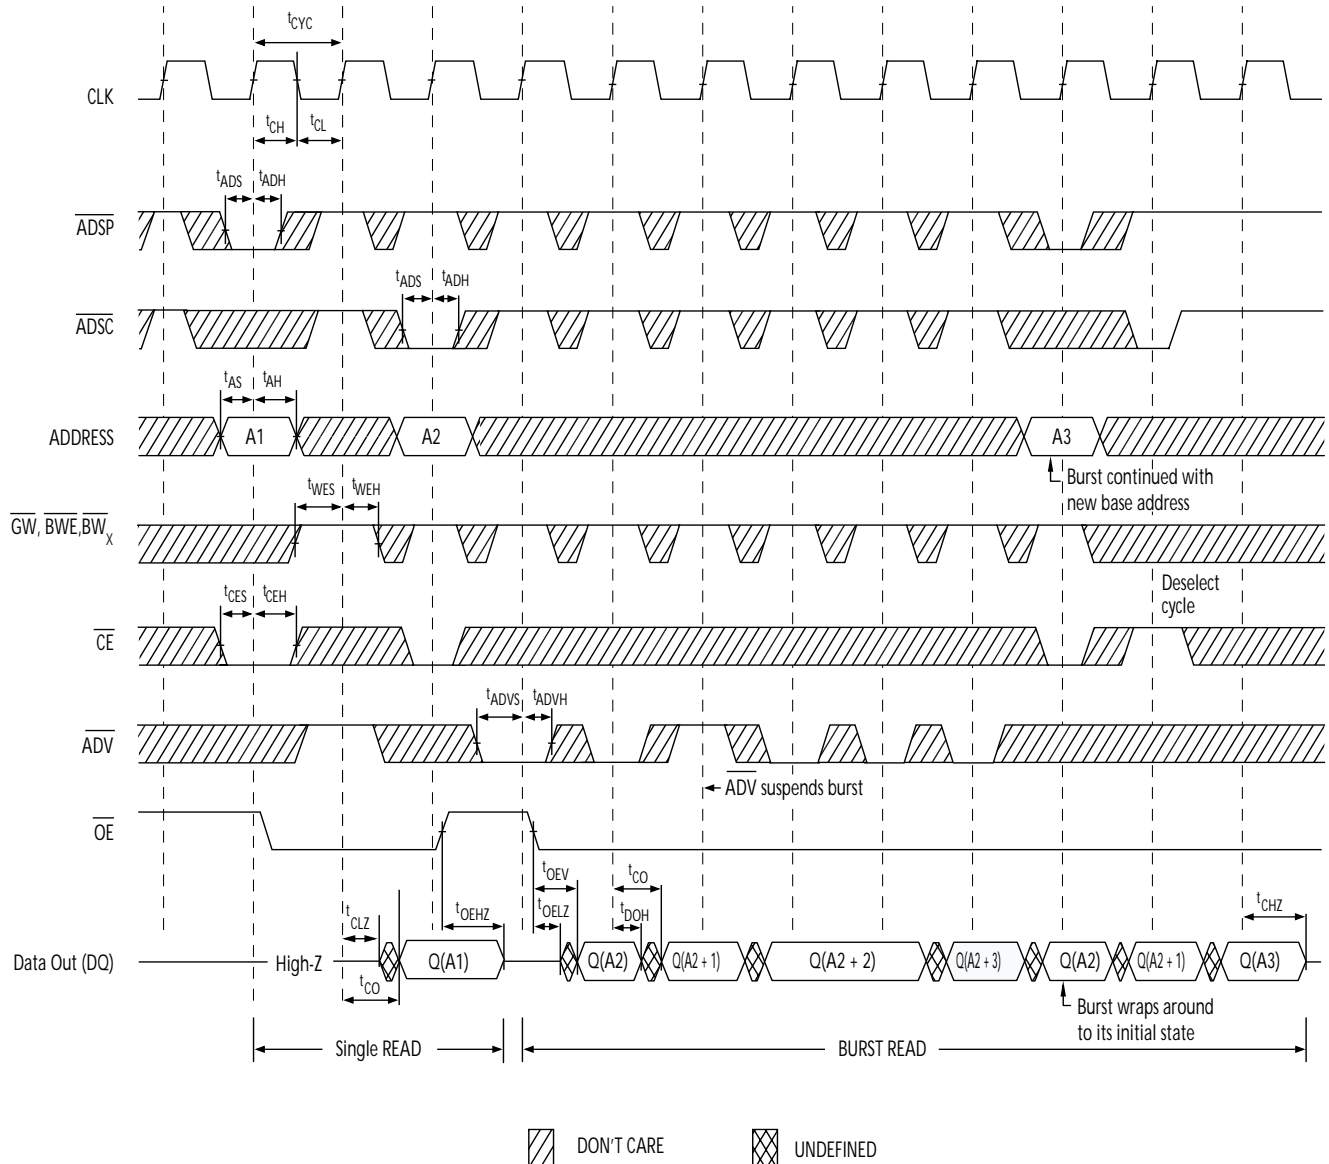 tCYC
CLK
tCH
tCL
tADS
tADH
ADSP
tADS
tADH
ADSC
tAS
tAH
ADDRESS
A1
A2
A3
Burst continued with
new base address
tWES
tWEH
GW, BWE,BWX
Deselect
cycle
tCES
tCEH
CE
tADVS
tADVH
ADV
ADV suspends burst
OE
tOEV
tCO
tCLZ
tOEHZ
tOELZ
tDOH
tCHZ
Data Out (DQ)
High-Z
Q(A1)
Q(A2)
Q(A2 + 1)
Q(A2 + 2)
Q(A2 + 3)
Q(A2)
Q(A2 + 1)
Q(A3)
tCO
Burst wraps around
to its initial state
Single READ
BURST READ
DON'T CARE
UNDEFINED